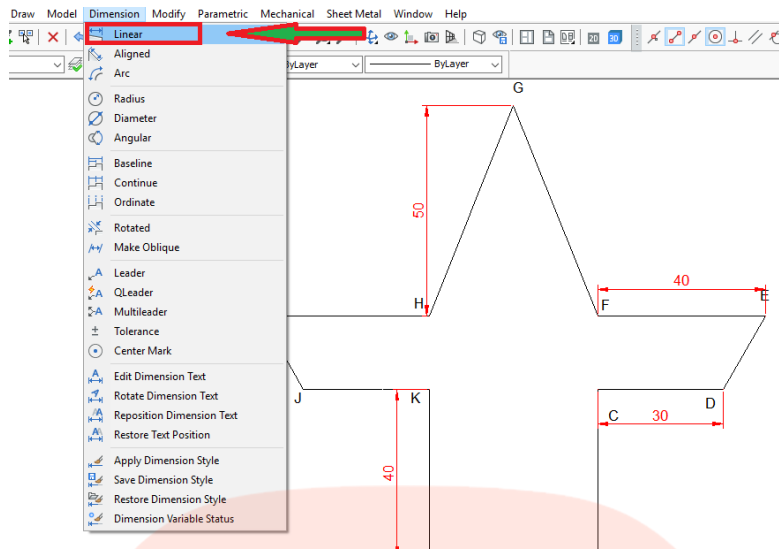 Draw Model Dimension Modify Parametric Mechanical Sheet Metal Window Help
Linear
Aligned
Arc
ByLayer ByLayer
Radius
Diameter
Angular
Baseline
Continue
Ordinate
Rotated
Make Oblique
Leader
QLeader
Multileader
Tolerance
Center Mark
Edit Dimension Text
Rotate Dimension Text
Reposition Dimension Text
Restore Text Position
Apply Dimension Style
Save Dimension Style
Restore Dimension Style
Dimension Variable Status
G
50
40
H
F
E
J
K
C
30
D
40